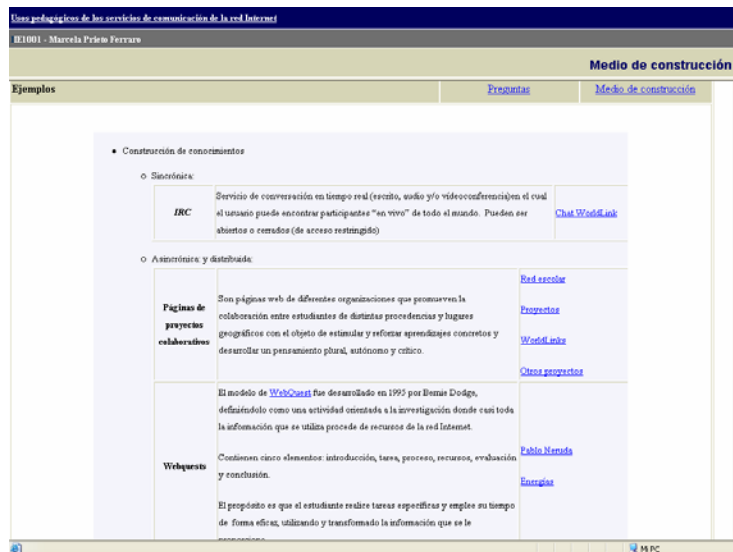 Usos pedagógicos de los servicios de comunicación de la red Internet
IE1001 - Marcela Prieto Ferraro
Medio de construcción
Ejemplos
Preguntas
Medio de construcción
Construcción de conocimientos
Sincrónica:
IRC
Servicio de conversación en tiempo real (escrito, audio y/o videoconferencia)en el cual
el usuario puede encontrar participantes "en vivo" de todo el mundo. Pueden ser
abiertos o cerrados (de acceso restringido)
Chat WorldLink
Asincrónica: y distribuida:
Páginas de
proyectos
colaborativos
Son páginas web de diferentes organizaciones que promueven la
colaboración entre estudiantes de distintas procedencias y lugares
geográficos con el objeto de estimular y reforzar aprendizajes concretos y
desarrollar un pensamiento plural, autónomo y crítico.
Red escolar
Proyectos
WorldLinks
Otros proyectos
Webquests
El modelo de WebQuest fue desarrollado en 1995 por Bernie Dodge,
definiéndolo como una actividad orientada a la investigación donde casi toda
la información que se utiliza procede de recursos de la red Internet.
Contienen cinco elementos: introducción, tarea, proceso, recursos, evaluación
y conclusión.
El propósito es que el estudiante realice tareas específicas y emplee su tiempo
de forma eficaz, utilizando y transformado la información que se le
Pablo Neruda
Energías
Mi PC